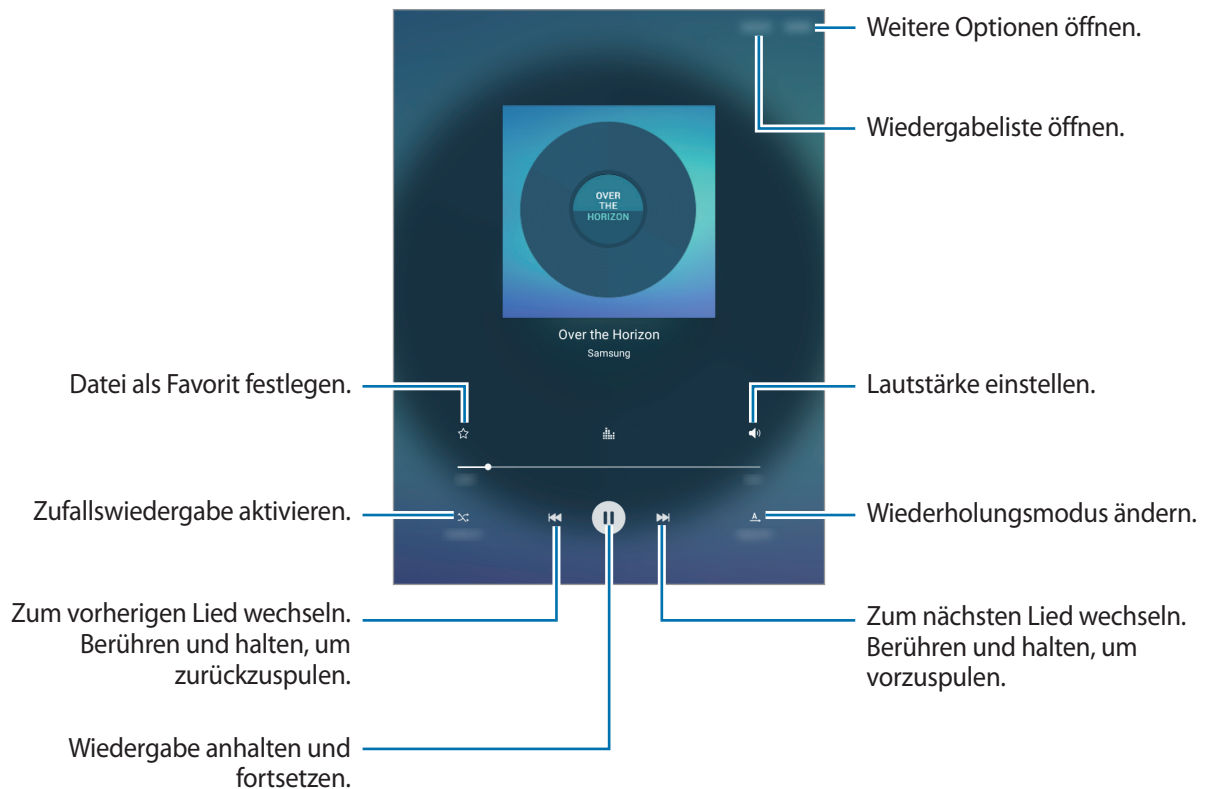 Weitere Optionen öffnen.
Wiedergabeliste öffnen.
OVER
THE
HORIZON
Over the Horizon
Samsung
Datei als Favorit festlegen.
Lautstärke einstellen.
Zufallswiedergabe aktivieren.
A
Wiederholungsmodus ändern.
Zum vorherigen Lied wechseln.
Berühren und halten, um
zurückzuspulen.
Zum nächsten Lied wechseln.
Berühren und halten, um
vorzuspulen.
Wiedergabe anhalten und
fortsetzen.